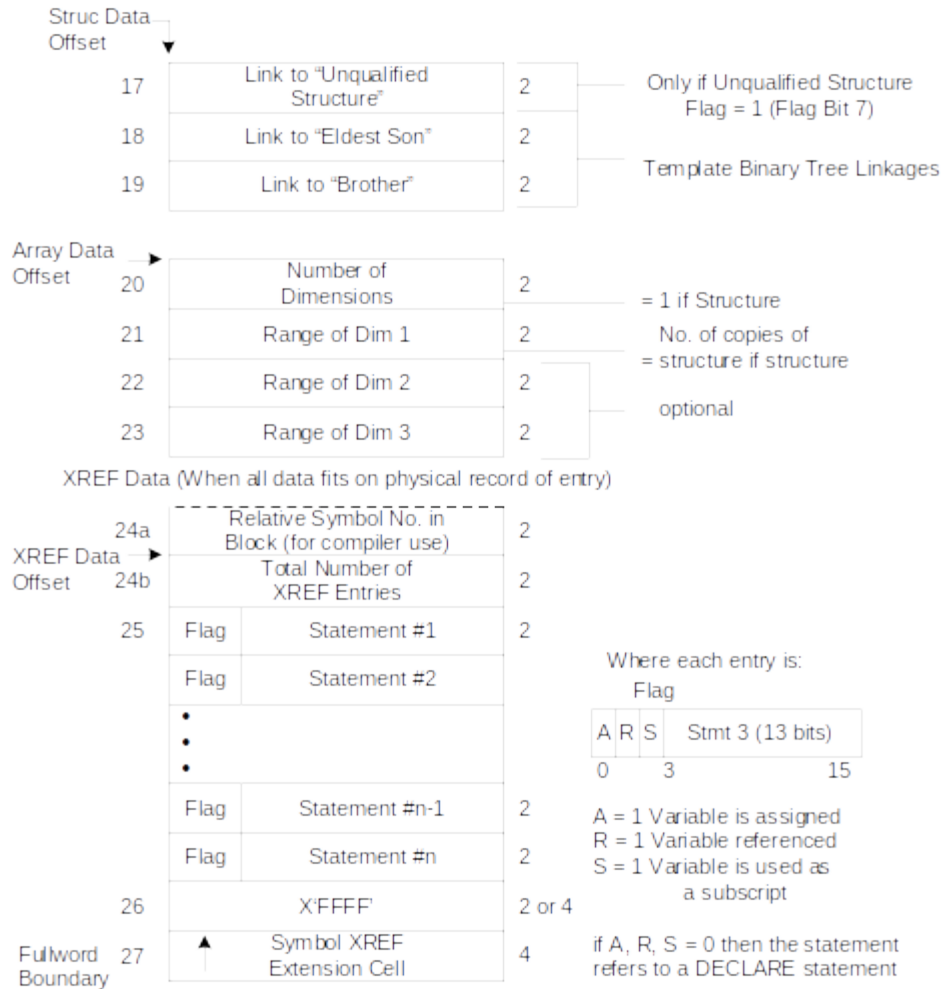 Struc Data
Offset
17 Link to “Unqualified 2
Structure”
Only if Unqualified Structure
Flag = 1 (Flag Bit 7)
18 Link to “Eldest Son” 2
19 Link to “Brother” 2
Template Binary Tree Linkages
Array Data
Offset
20 Number of 2
Dimensions
= 1 if Structure
21 Range of Dim 1 2
No. of copies of
= structure if structure
22 Range of Dim 2 2
23 Range of Dim 3 2
optional
XREF Data (When all data fits on physical record of entry)
24a Relative Symbol No. in 2
Block (for compiler use)
XREF Data
Offset
24b Total Number of 2
XREF Entries
25 Flag Statement #1 2
Flag Statement #2
Flag Statement #n-1 2
Flag Statement #n 2
26 X‘FFFF’ 2 or 4
Fullword
Boundary
27 Symbol XREF 4
Extension Cell
Where each entry is:
Flag
A R S Stmt 3 (13 bits)
0 3 15
A = 1 Variable is assigned
R = 1 Variable referenced
S = 1 Variable is used as
a subscript
if A, R, S = 0 then the statement
refers to a DECLARE statement